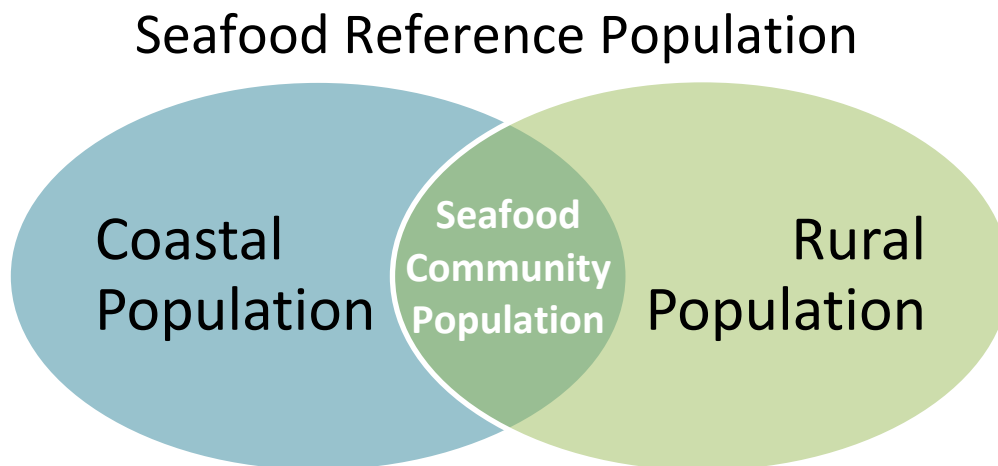 Seafood Reference Population
Coastal
Population
Seafood
Community
Population
Rural
Population